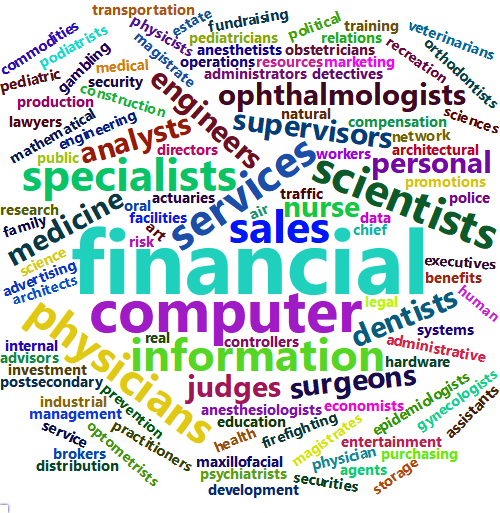 transportation
commodities
physicists
estate
fundraising
political
training
veterinarians
podiatrists
magistrate
pediatricians
relations
orthodontists
gambling
anesthetists
obstetricians
recreation
pediatric
medical
operations
resources
marketing
security
administrators
detectives
production
construction
engineers
ophthalmologists
sciences
lawyers
mathematical
engineering
natural
compensation
analysts
supervisors
network
public
directors
workers
architectural
specialists
services
scientists
personal
promotions
research
medicine
oral
actuaries
traffic
nurse
police
family
facilities
air
data
science
art
risk
sales
chief
executives
advertising
financial
benefits
architects
human
computer
legal
dentists
physicians
systems
internal
real
controllers
administrative
advisors
information
hardware
investment
postsecondary
judges
surgeons
prevention
industrial
anesthesiologists
economists
epidemiologists
gynecologists
management
education
assistants
service
optometrists
practitioners
health
firefighting
magistrates
entertainment
brokers
maxillofacial
physician
purchasing
distribution
psychiatrists
agents
storage
development
securities